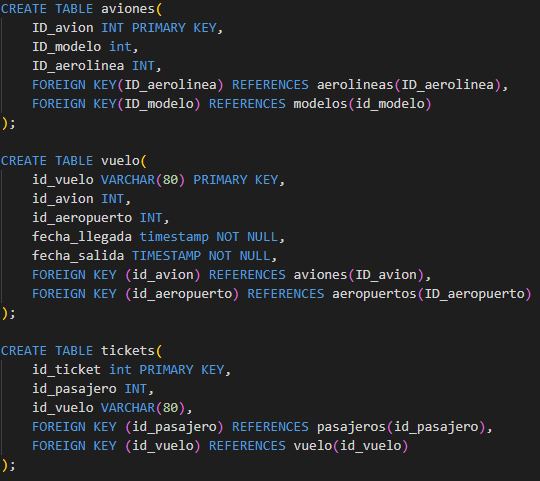 CREATE TABLE aviones(
    ID_avion INT PRIMARY KEY,
    ID_modelo int,
    ID_aerolinea INT,
    FOREIGN KEY(ID_aerolinea) REFERENCES aerolineas(ID_aerolinea),
    FOREIGN KEY(ID_modelo) REFERENCES modelos(id_modelo)
);

CREATE TABLE vuelo(
    id_vuelo VARCHAR(80) PRIMARY KEY,
    id_avion INT,
    id_aeropuerto INT,
    fecha_llegada timestamp NOT NULL,
    fecha_salida TIMESTAMP NOT NULL,
    FOREIGN KEY (id_avion) REFERENCES aviones(ID_avion),
    FOREIGN KEY (id_aeropuerto) REFERENCES aeropuertos(ID_aeropuerto)
);

CREATE TABLE tickets(
    id_ticket int PRIMARY KEY,
    id_pasajero INT,
    id_vuelo VARCHAR(80),
    FOREIGN KEY (id_pasajero) REFERENCES pasajeros(id_pasajero),
    FOREIGN KEY (id_vuelo) REFERENCES vuelo(id_vuelo)
);